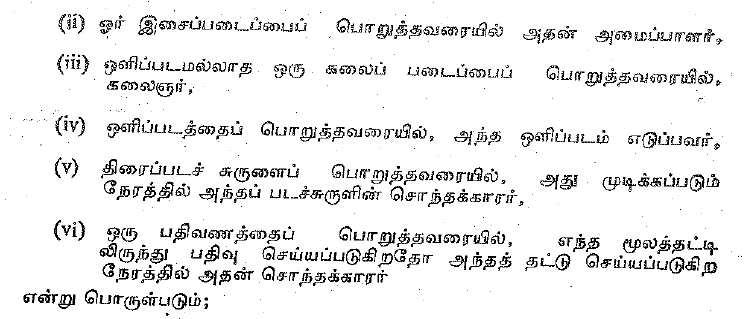 (ii) ஓர் இசைப்படைப்பைப் பொறுத்தவரையில் அதன் அமைப்பாளர்,
(iii) ஒளிப்படமல்லாத ஒரு கலைப் படைப்பைப் பொறுத்தவரையில்,
கலைஞர்,
(iv) ஒளிப்படத்தைப் பொறுத்தவரையில், அந்த ஒளிப்படம் எடுப்பவர்,
(v) திரைப்படச் சுருளைப் பொறுத்தவரையில், அது முடிக்கப்படும்
நேரத்தில் அந்தப் படச்சுருளின் சொந்தக்காரர்,
(vi) ஒரு பதிவணத்தைப் பொறுத்தவரையில், எந்த மூலத்தட்டி
லிருந்து பதிவு செய்யப்படுகிறதோ அந்தத் தட்டு செய்யப்படுகிற
நேரத்தில் அதன் சொந்தக்காரர்
என்று பொருள்படும்;